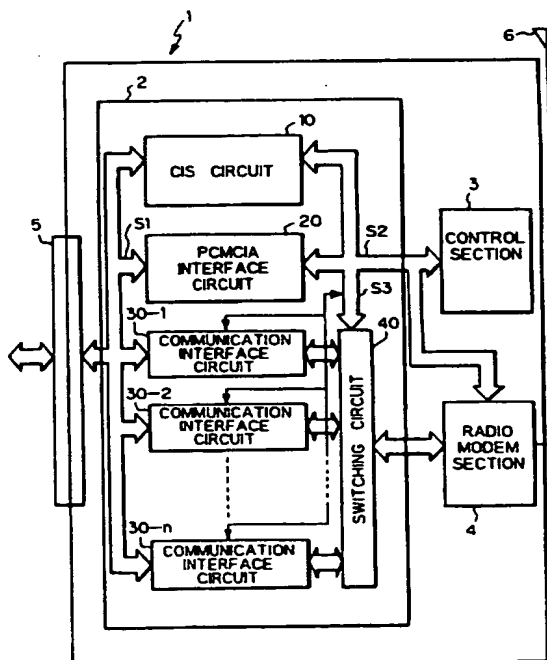 1
6
2
10
CIS CIRCUIT
3
5
S1
20
S2
CONTROL
SECTION
PCMCIA
INTERFACE
CIRCUIT
S3
30-1
40
COMMUNICATION
INTERFACE
CIRCUIT
30-2
COMMUNICATION
INTERFACE
CIRCUIT
SWITCHING CIRCUIT
RADIO
MODEM
SECTION
4
30-n
COMMUNICATION
INTERFACE
CIRCUIT